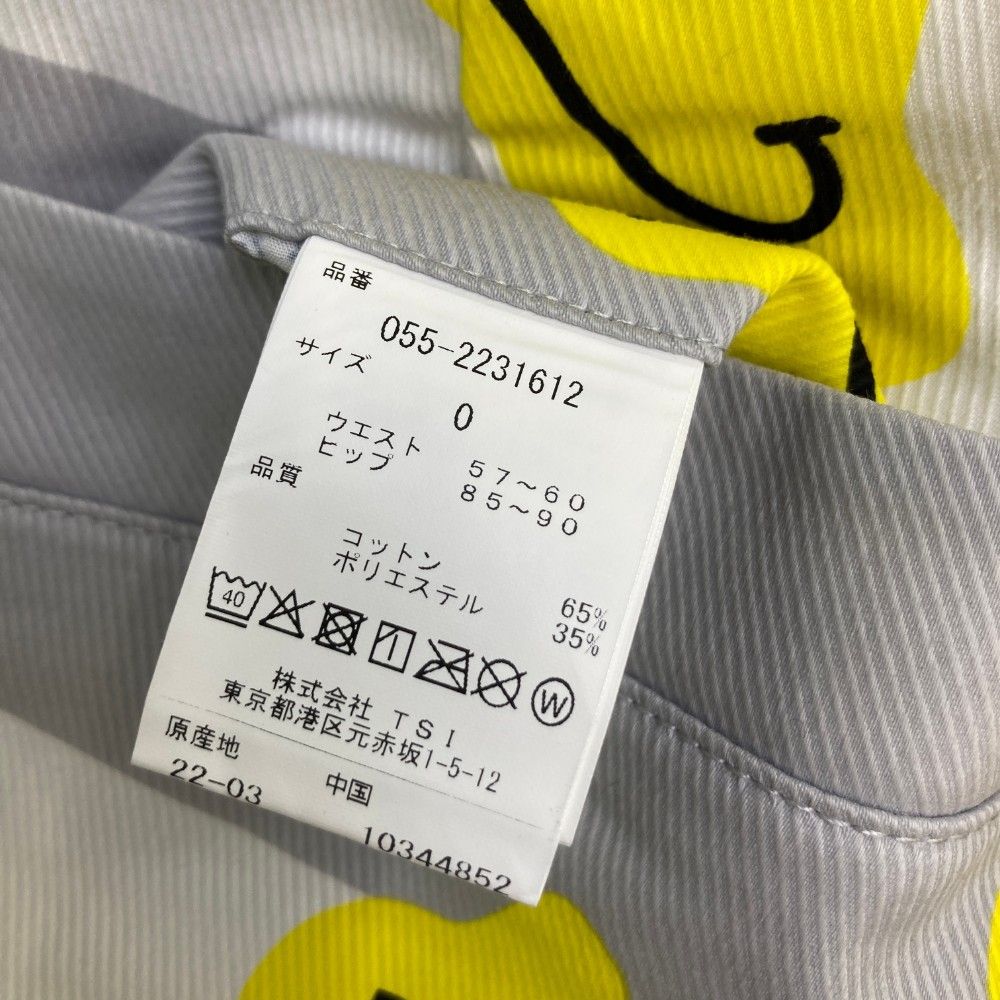 品番
055-2231612
サイズ
0
ウエスト 57〜60
ヒップ 85〜90
品質
コットン 65%
ポリエステル 35%
40
W
株式会社 TSI
東京都港区元赤坂1-5-12
原産地 中国
22-03 10344852